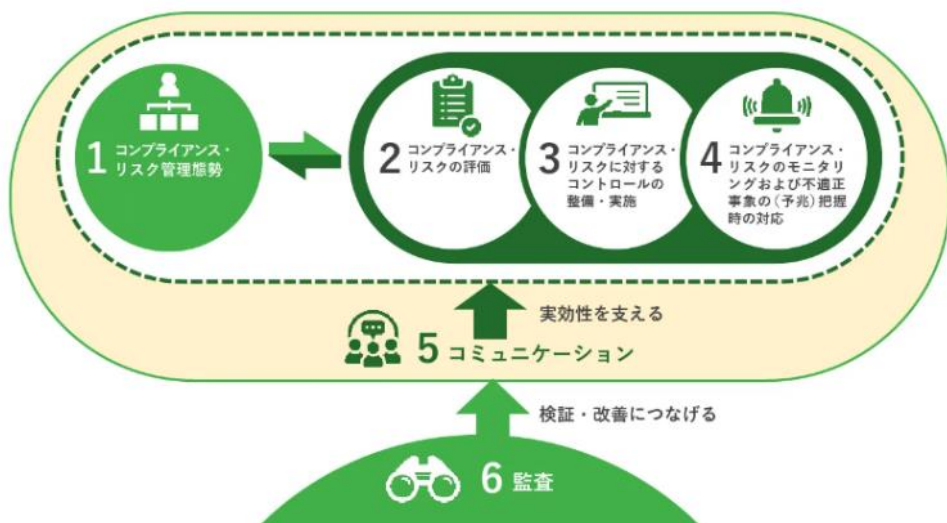 1 コンプライアンス・
リスク管理態勢
2 コンプライアンス・
リスクの評価
3 コンプライアンス・
リスクに対する
コントロールの
整備・実施
4 コンプライアンス・
リスクのモニタリ
ングおよび不適正
事象の(予兆)把握
時の対応
実効性を支える
5 コミュニケーション
検証・改善につなげる
6 監査